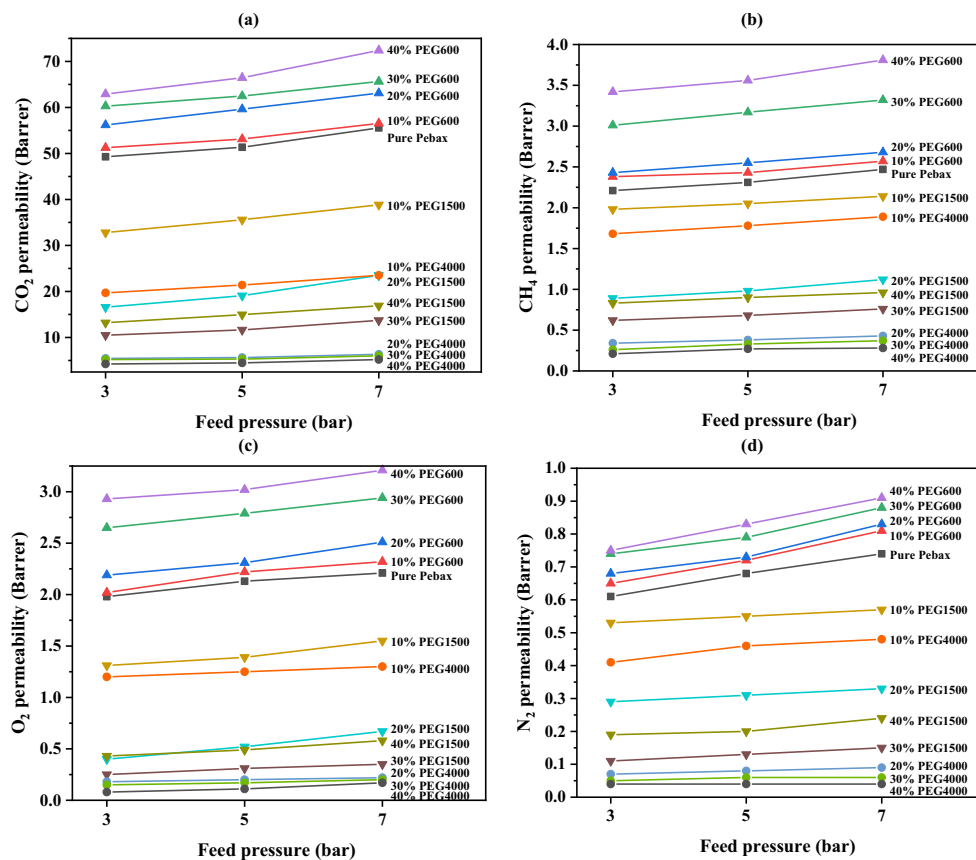 (a)
CO2 permeability (Barrer)
70
60
50
40
30
20
10
40% PEG600
30% PEG600
20% PEG600
10% PEG600
Pure Pebax
10% PEG1500
10% PEG4000
20% PEG1500
40% PEG1500
30% PEG1500
20% PEG4000
30% PEG4000
40% PEG4000
3 5 7
Feed pressure (bar)
(b)
CH4 permeability (Barrer)
4.0
3.5
3.0
2.5
2.0
1.5
1.0
0.5
0.0
40% PEG600
30% PEG600
20% PEG600
10% PEG600
Pure Pebax
10% PEG1500
10% PEG4000
20% PEG1500
40% PEG1500
30% PEG1500
20% PEG4000
30% PEG4000
40% PEG4000
3 5 7
Feed pressure (bar)
(c)
O2 permeability (Barrer)
3.0
2.5
2.0
1.5
1.0
0.5
0.0
40% PEG600
30% PEG600
20% PEG600
10% PEG600
Pure Pebax
10% PEG1500
10% PEG4000
20% PEG1500
40% PEG1500
30% PEG1500
20% PEG4000
30% PEG4000
40% PEG4000
3 5 7
Feed pressure (bar)
(d)
N2 permeability (Barrer)
1.0
0.9
0.8
0.7
0.6
0.5
0.4
0.3
0.2
0.1
0.0
40% PEG600
30% PEG600
20% PEG600
10% PEG600
Pure Pebax
10% PEG1500
10% PEG4000
20% PEG1500
40% PEG1500
30% PEG1500
20% PEG4000
30% PEG4000
40% PEG4000
3 5 7
Feed pressure (bar)